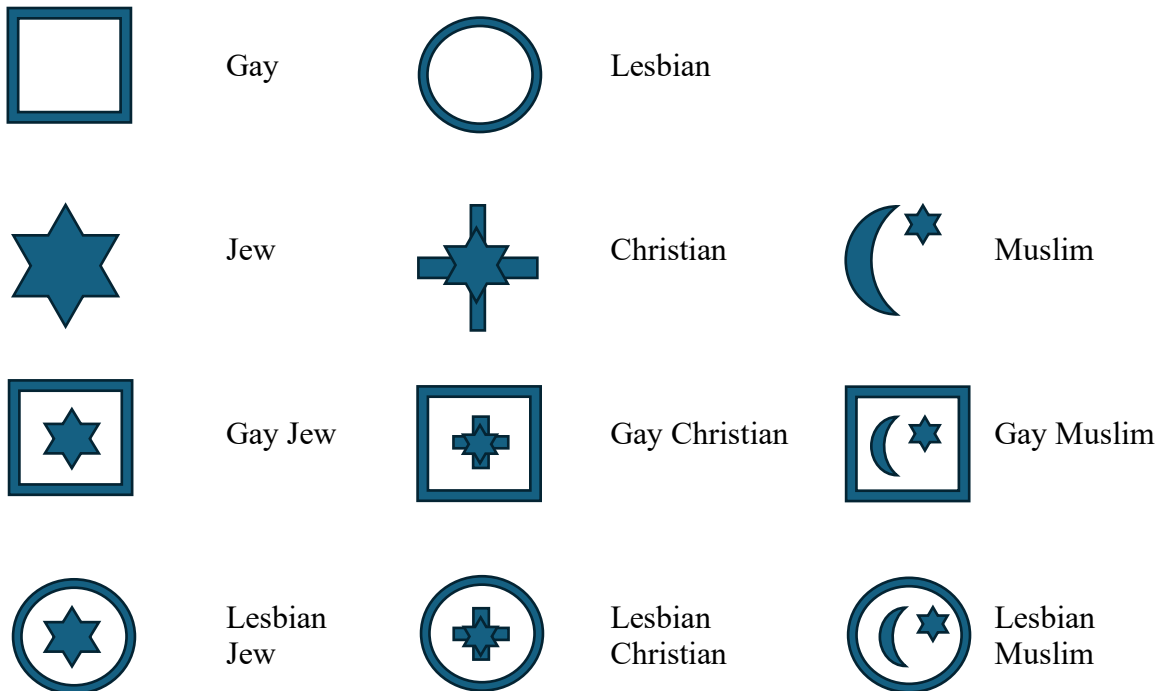 Gay
Lesbian
Jew
Christian
Muslim
Gay Jew
Gay Christian
Gay Muslim
Lesbian
Jew
Lesbian
Christian
Lesbian
Muslim